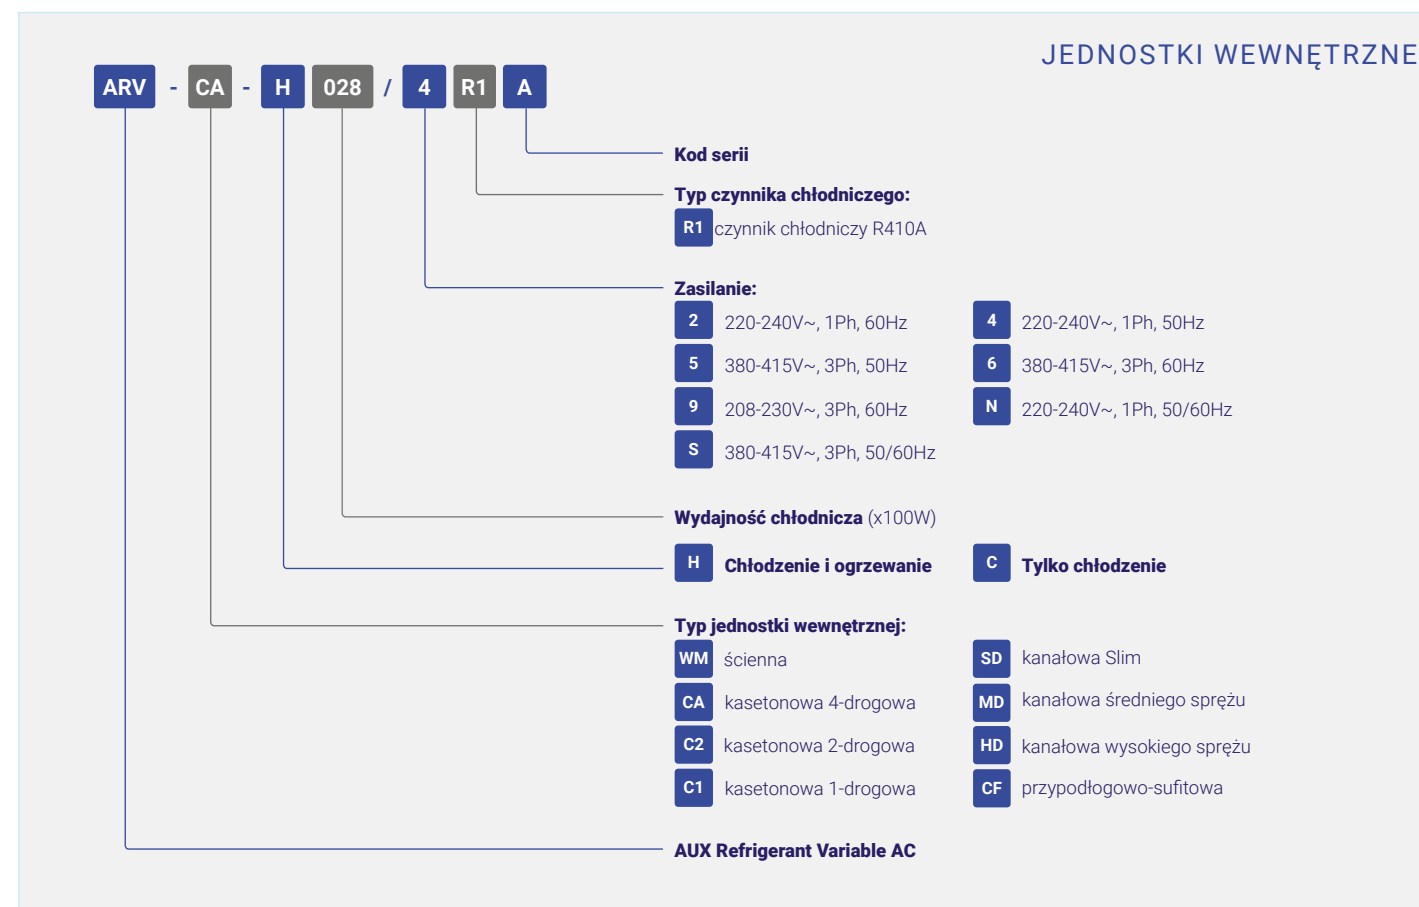 JEDNOSTKI WEWNĘTRZNE
ARV - CA - H 028 / 4 R1 A
Kod serii
Typ czynnika chłodniczego:
R1 czynnik chłodniczy R410A
Zasilanie:
2 220-240V~, 1Ph, 60Hz
4 220-240V~, 1Ph, 50Hz
5 380-415V~, 3Ph, 50Hz
6 380-415V~, 3Ph, 60Hz
9 208-230V~, 3Ph, 60Hz
N 220-240V~, 1Ph, 50/60Hz
S 380-415V~, 3Ph, 50/60Hz
Wydajność chłodnicza (x100W)
H Chłodzenie i ogrzewanie
C Tylko chłodzenie
Typ jednostki wewnętrznej:
WM ścienna
SD kanałowa Slim
CA kasetonowa 4-drogowa
MD kanałowa średniego sprężu
C2 kasetonowa 2-drogowa
HD kanałowa wysokiego sprężu
C1 kasetonowa 1-drogowa
CF przypodłogowo-sufitowa
AUX Refrigerant Variable AC